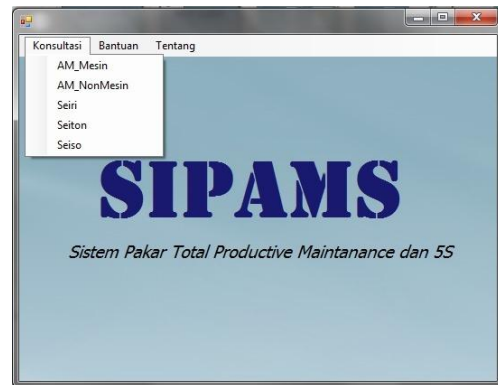 Konsultasi Bantuan Tentang
AM_Mesin
AM_NonMesin
Seiri
Seiton
Seiso
SIPAMS
Sistem Pakar Total Productive Maintanance dan 5S